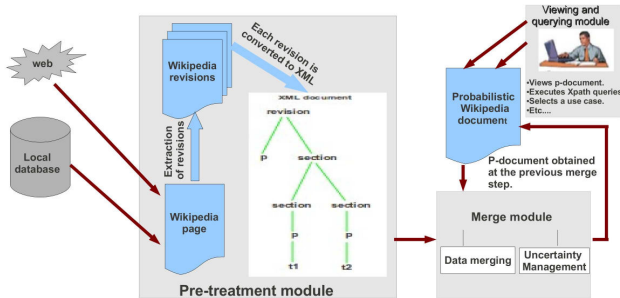 web
Local
database
Wikipedia
revisions
Each revision is
converted to XML
Extraction
of revisions
Wikipedia
page
XML document
revision
p
section
section
section
p
p
t1
t2
Pre-treatment module
Viewing and
querying module
•Views p-document.
•Executes Xpath queries.
•Selects a use case.
•Etc....
Probabilistic
Wikipedia
document
P-document obtained
at the previous merge
step.
Merge module
Data merging
Uncertainty
Management